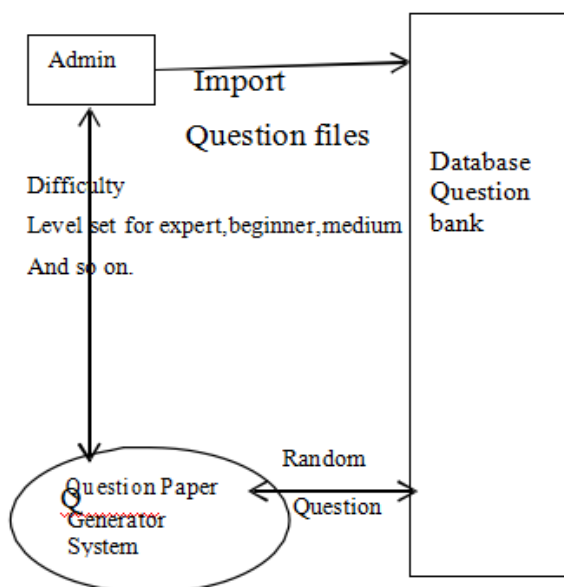 Admin
Import
Question files
Database
Question
bank
Difficulty
Level set for expert,beginner,medium
And so on.
Random
Question
Question Paper
Q
Generator
System